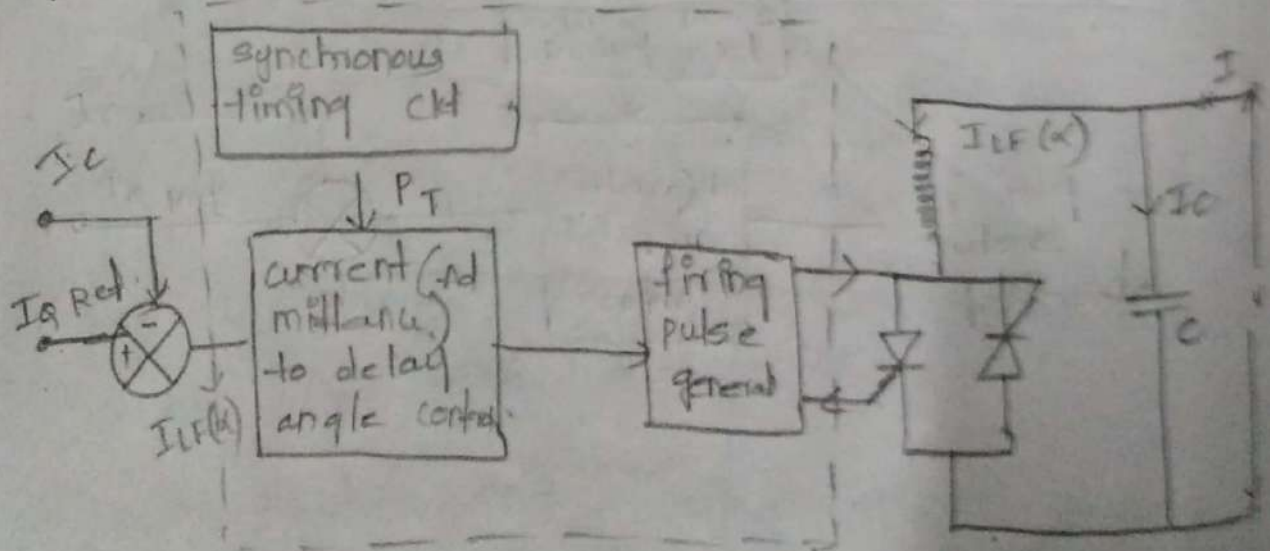 synchronous
timing ckt
IC
PT
IQ Ref
-
+
ILF(α)
current (Ad
mittance)
to delay
angle control
firing
pulse
general
ILF(α)
I
IC
C